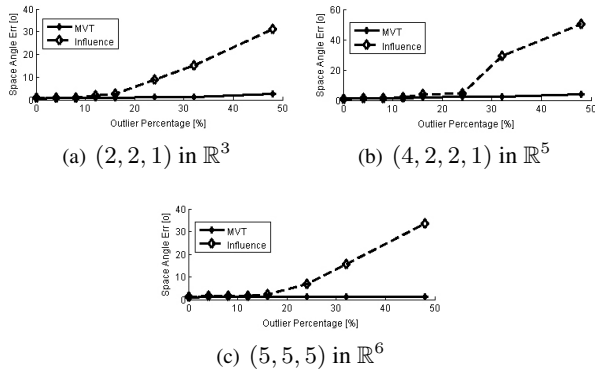 40
30
20
10
0
Space Angle Err [o]
MVT
Influence
0 10 20 30 40 50
Outlier Percentage [%]
(a) (2, 2, 1) in ℝ³
60
40
20
0
Space Angle Err [o]
MVT
Influence
0 10 20 30 40 50
Outlier Percentage [%]
(b) (4, 2, 2, 1) in ℝ⁵
40
30
20
10
0
Space Angle Err [o]
MVT
Influence
0 10 20 30 40 50
Outlier Percentage [%]
(c) (5, 5, 5) in ℝ⁶